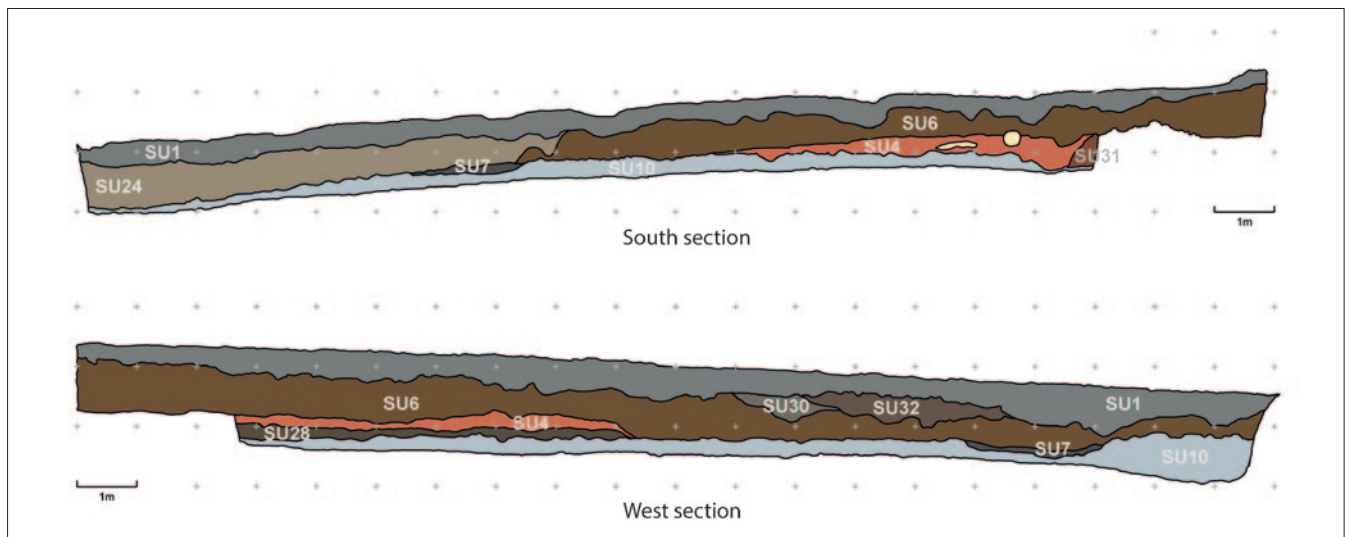 SU1
SU6
SU4
SU31
SU7
SU10
SU24
1m
South section
SU6
SU30
SU32
SU1
SU4
SU28
SU7
SU10
1m
West section